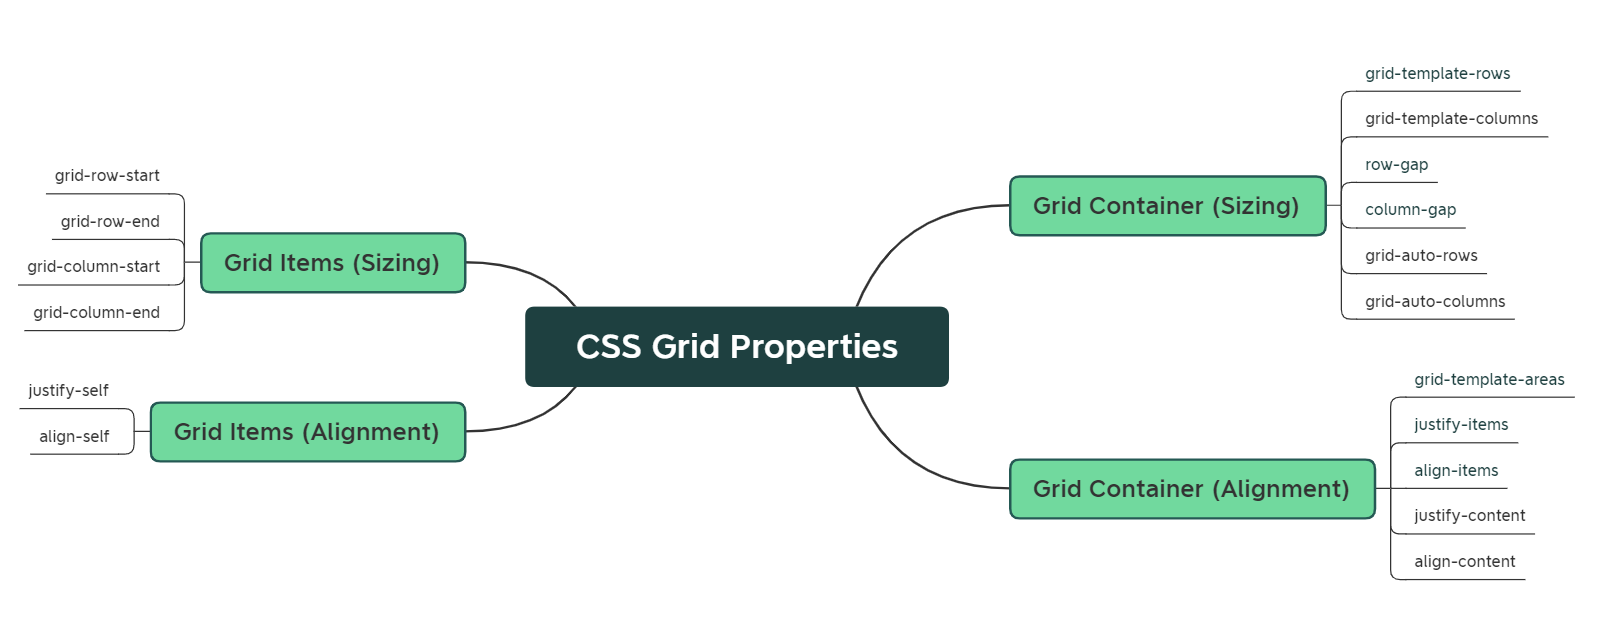 CSS Grid Properties
Grid Container (Sizing)
grid-template-rows
grid-template-columns
row-gap
column-gap
grid-auto-rows
grid-auto-columns
Grid Container (Alignment)
grid-template-areas
justify-items
align-items
justify-content
align-content
Grid Items (Sizing)
grid-row-start
grid-row-end
grid-column-start
grid-column-end
Grid Items (Alignment)
justify-self
align-self